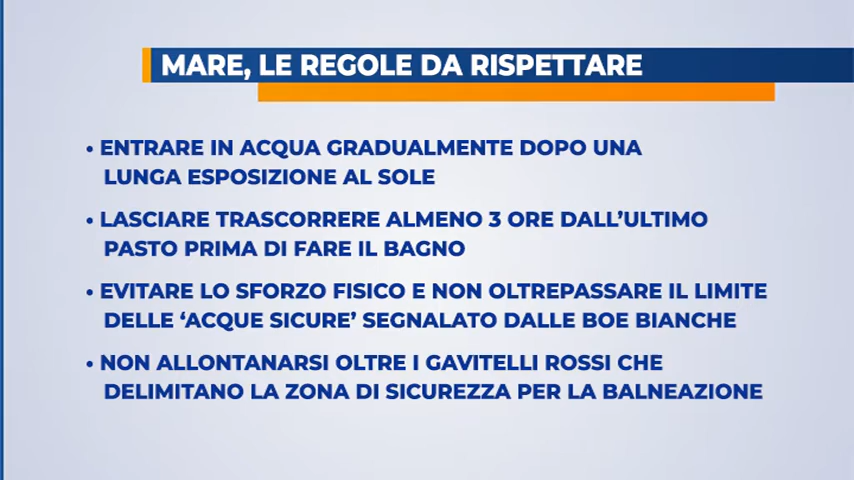 MARE, LE REGOLE DA RISPETTARE
• ENTRARE IN ACQUA GRADUALMENTE DOPO UNA
LUNGA ESPOSIZIONE AL SOLE
• LASCIARE TRASCORRERE ALMENO 3 ORE DALL'ULTIMO
PASTO PRIMA DI FARE IL BAGNO
• EVITARE LO SFORZO FISICO E NON OLTREPASSARE IL LIMITE
DELLE ‘ACQUE SICURE’ SEGNALATO DALLE BOE BIANCHE
• NON ALLONTANARSI OLTRE I GAVITELLI ROSSI CHE
DELIMITANO LA ZONA DI SICUREZZA PER LA BALNEAZIONE